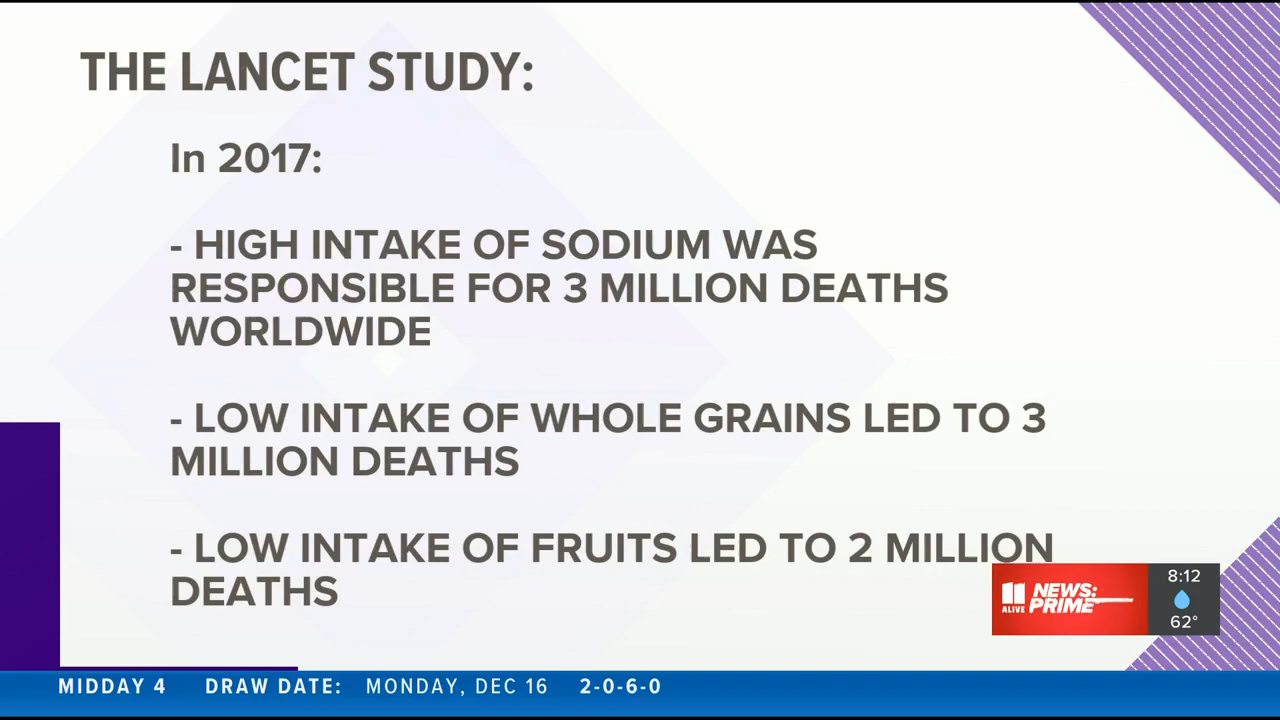 THE LANCET STUDY:
In 2017:
- HIGH INTAKE OF SODIUM WAS
RESPONSIBLE FOR 3 MILLION DEATHS
WORLDWIDE
- LOW INTAKE OF WHOLE GRAINS LED TO 3
MILLION DEATHS
- LOW INTAKE OF FRUITS LED TO 2 MILLION
DEATHS
11 ALIVE NEWS: PRIME
8:12
62°
MIDDAY 4 DRAW DATE: MONDAY, DEC 16 2-0-6-0